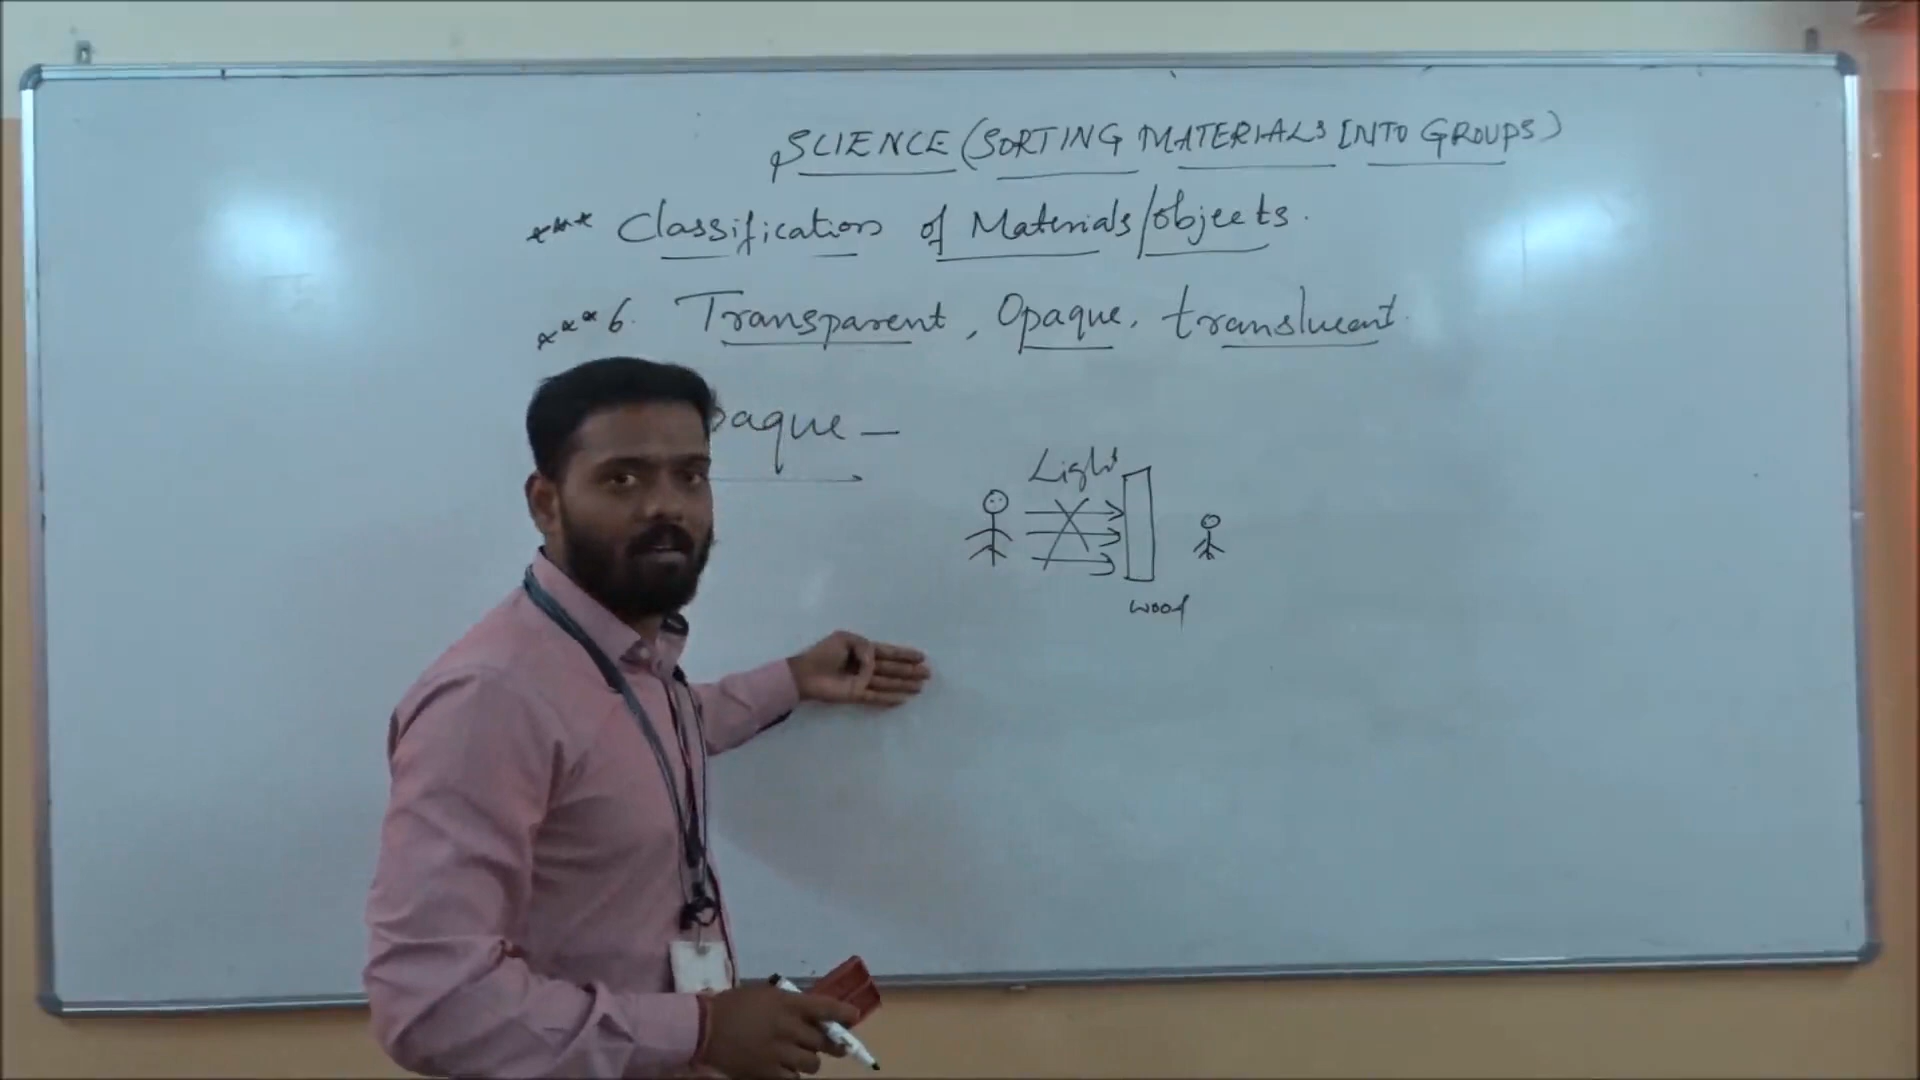 SCIENCE (SORTING MATERIALS INTO GROUPS)
*** Classification of Materials/objects.
*** 6. Transparent, Opaque, translucent.
paque –
Light
wood